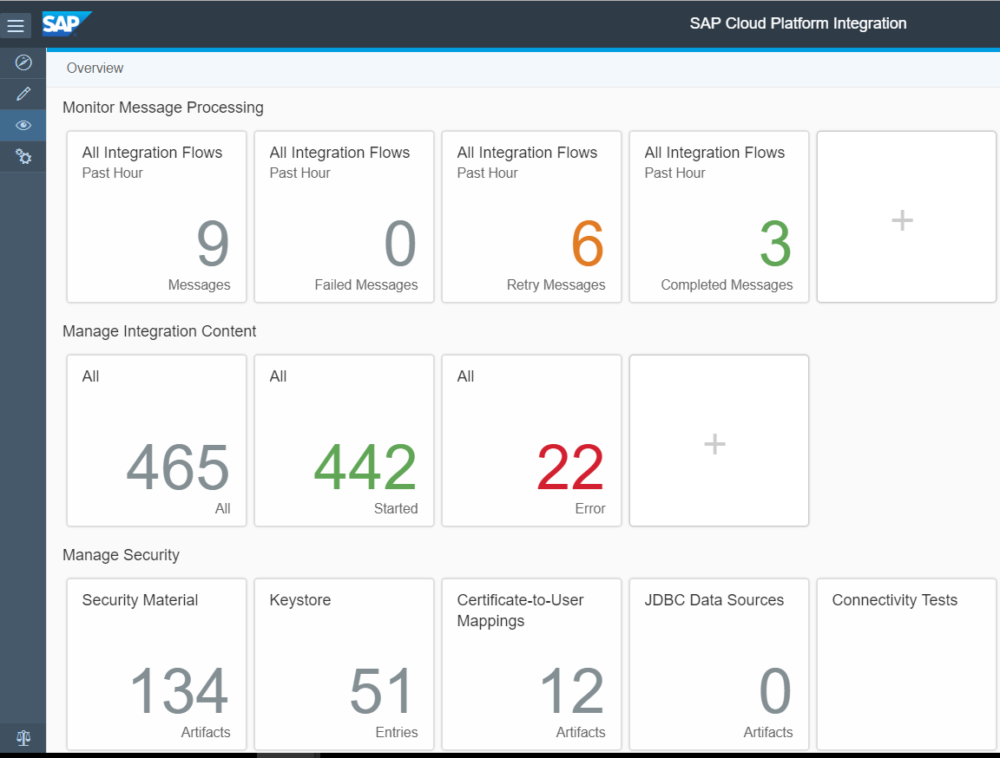 SAP
SAP Cloud Platform Integration
Overview
Monitor Message Processing
All Integration Flows
Past Hour
9
Messages
All Integration Flows
Past Hour
0
Failed Messages
All Integration Flows
Past Hour
6
Retry Messages
All Integration Flows
Past Hour
3
Completed Messages
+
Manage Integration Content
All
465
All
All
442
Started
All
22
Error
+
Manage Security
Security Material
134
Artifacts
Keystore
51
Entries
Certificate-to-User
Mappings
12
Artifacts
JDBC Data Sources
0
Artifacts
Connectivity Tests